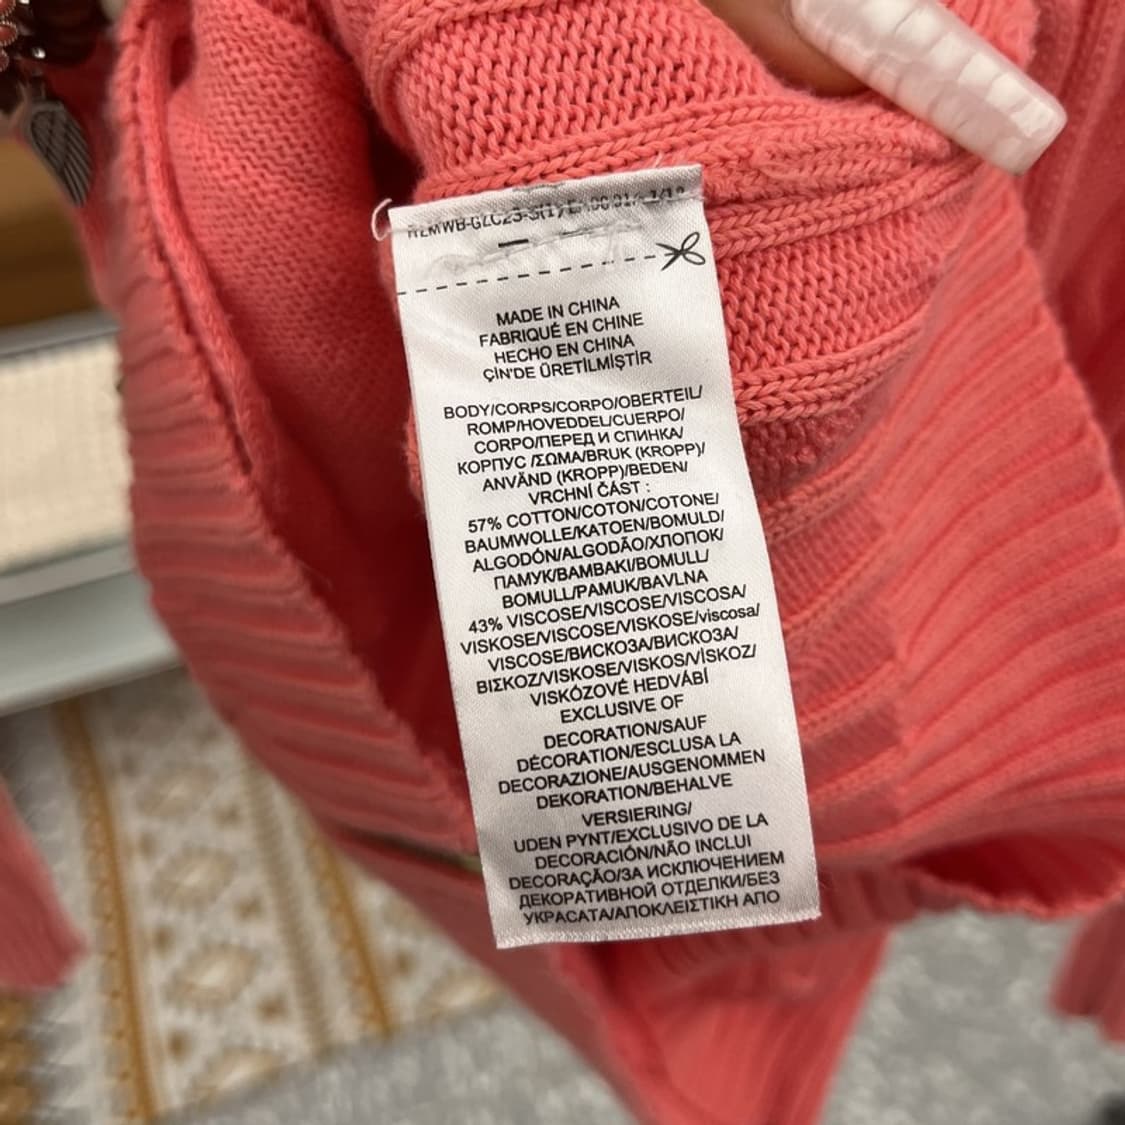 MADE IN CHINA
FABRIQUÉ EN CHINE
HECHO EN CHINA
ÇİN'DE ÜRETİLMİŞTİR
BODY/CORPS/CORPO/OBERTEIL/
ROMP/HOVEDDEL/CUERPO/
CORPO/ПЕРЕД И СПИНКА/
КОРПУС /ΣΩΜΑ/BRUK (KROPP)/
ANVÄND (KROPP)/BEDEN/
VRCHNÍ ČÁST :
57% COTTON/COTON/COTONE/
BAUMWOLLE/KATOEN/BOMULD/
ALGODÓN/ALGODÃO/ХЛОПОК/
ПАМУК/ΒΑΜΒΑΚΙ/BOMULL/
BOMULL/PAMUK/BAVLNA
43% VISCOSE/VISCOSE/VISCOSA/
VISKOSE/VISCOSE/VISKOSE/viscosa/
VISCOSE/ВИСКОЗА/ВИСКОЗА/
ΒΙΣΚΟΖ/VISKOSE/VISKOS/VİSKOZ/
VISKÓZOVÉ HEDVÁBÍ
EXCLUSIVE OF
DECORATION/SAUF
DÉCORATION/ESCLUSA LA
DECORAZIONE/AUSGENOMMEN
DEKORATION/BEHALVE
VERSIERING/
UDEN PYNT/EXCLUSIVO DE LA
DECORACIÓN/NÃO INCLUI
DECORAÇÃO/ЗА ИСКЛЮЧЕНИЕМ
ДЕКОРАТИВНОЙ ОТДЕЛКИ/БЕЗ
УКРАСАТА/ΑΠΟΚΛΕΙΣΤΙΚΗ ΑΠΟ